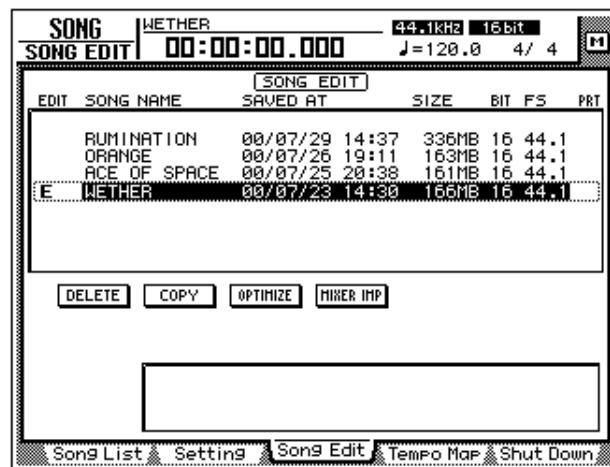 SONG WETHER 44.1kHz 16bit
SONG EDIT 00:00:00.000 ♩=120.0 4/ 4 M
SONG EDIT
EDIT SONG NAME SAVED AT SIZE BIT FS PRT
RUMINATION 00/07/29 14:37 336MB 16 44.1
ORANGE 00/07/26 19:11 163MB 16 44.1
ACE OF SPACE 00/07/25 20:38 161MB 16 44.1
E WETHER 00/07/23 14:30 166MB 16 44.1
DELETE COPY OPTIMIZE MIXER IMP
Song List Setting Song Edit Tempo Map Shut Down